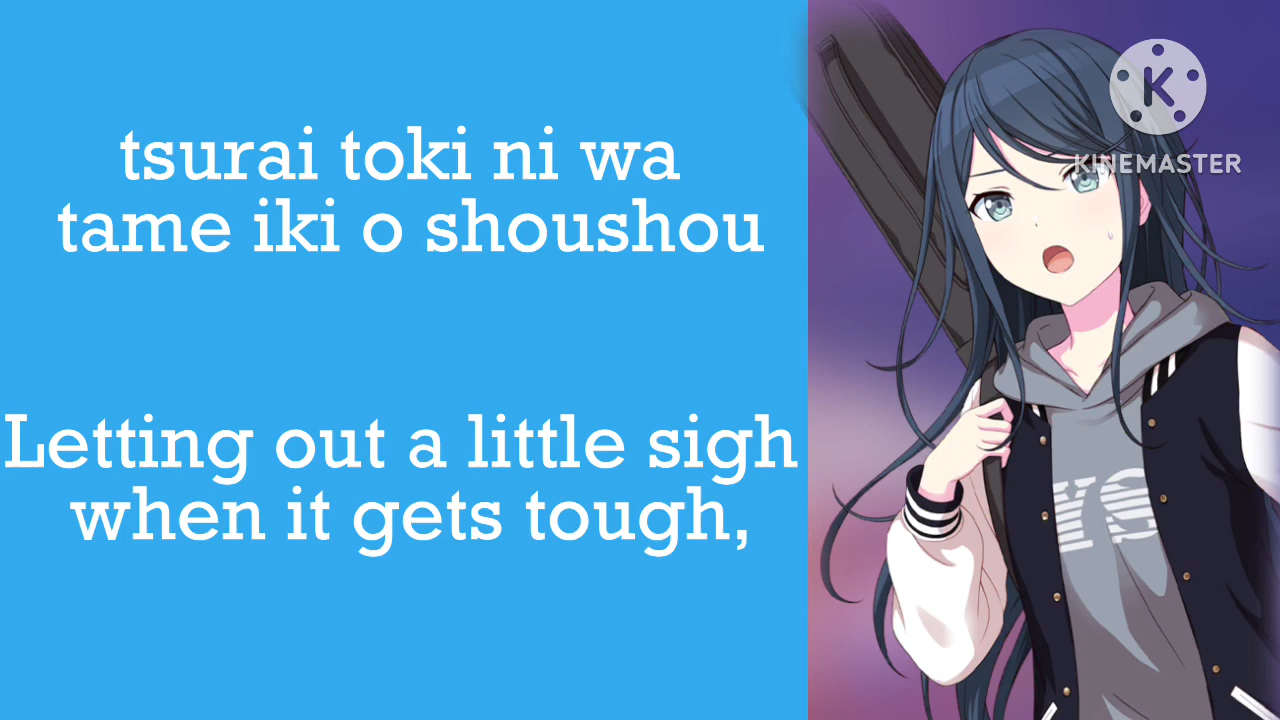 tsurai toki ni wa
tame iki o shoushou
Letting out a little sigh
when it gets tough,
KINEMASTER